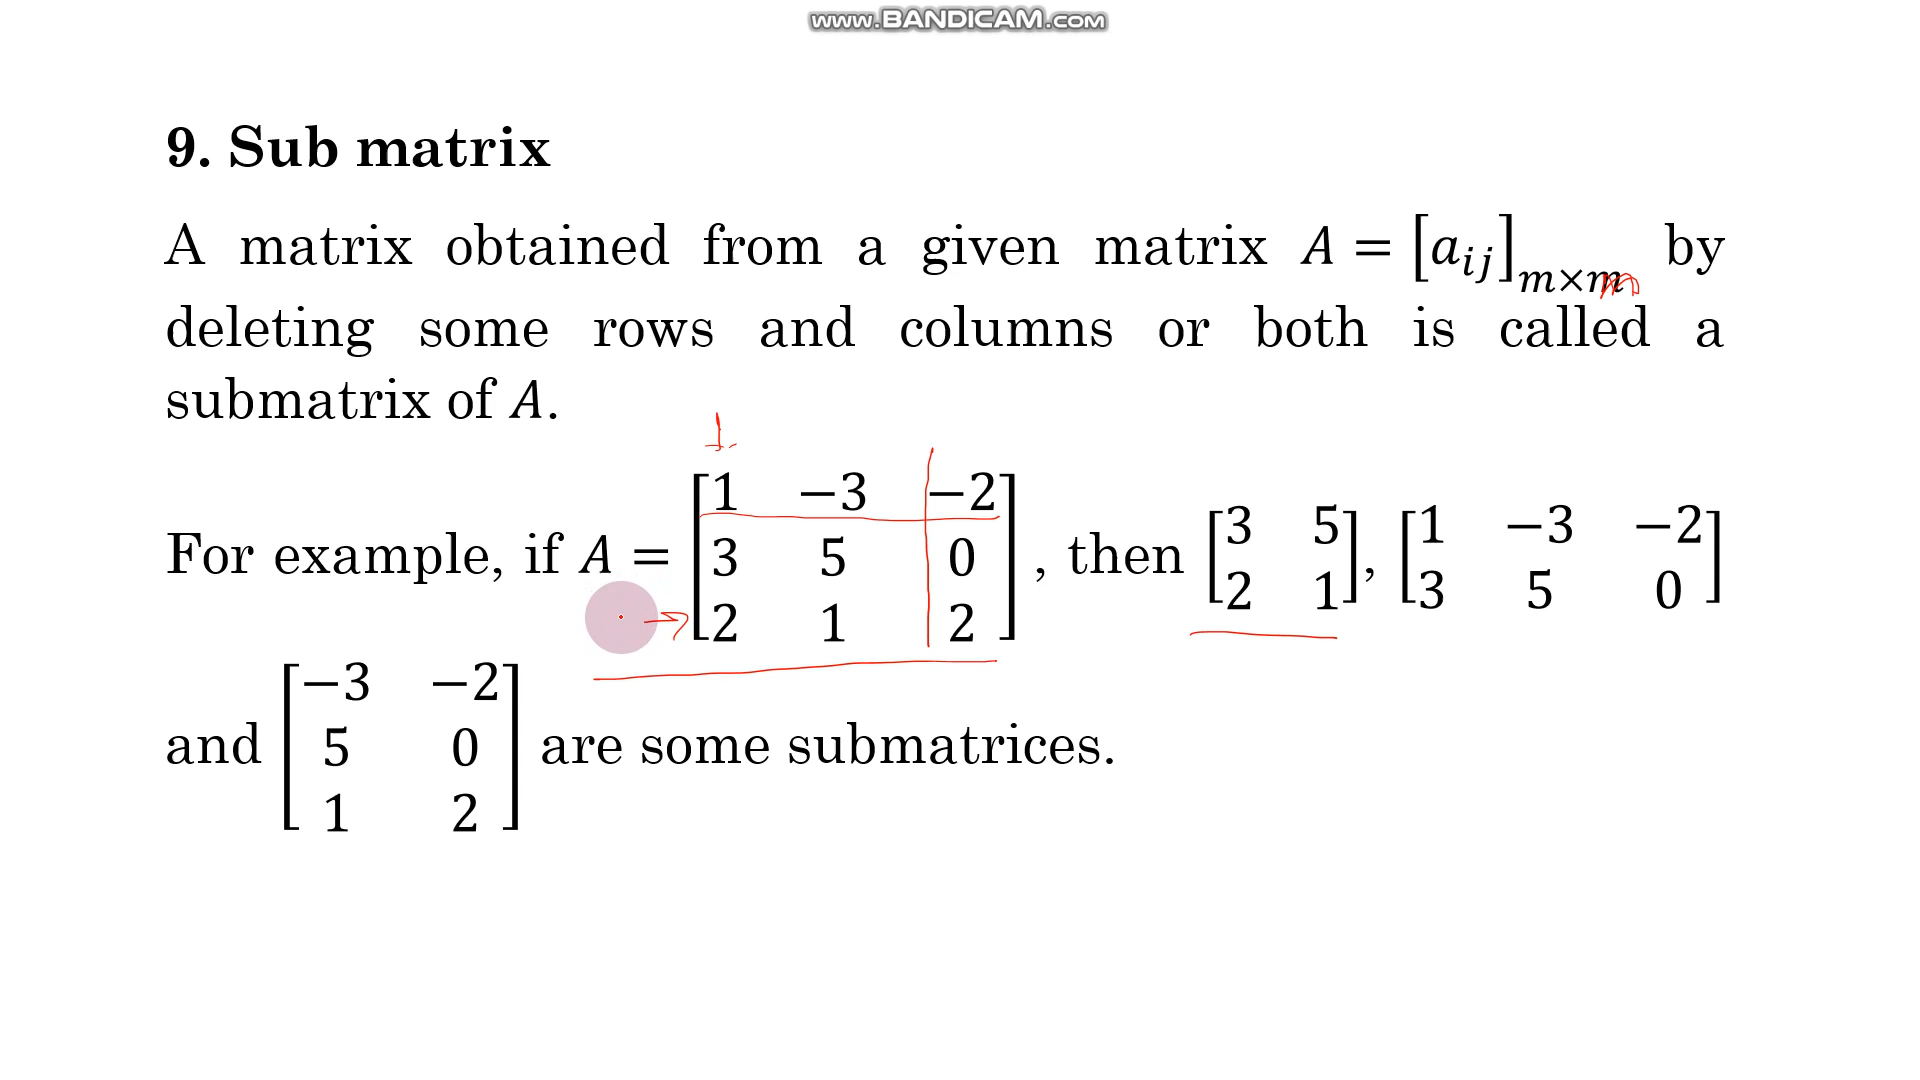 www.BANDICAM.com
9. Sub matrix
A matrix obtained from a given matrix A = [aᵢⱼ]ₘ×ₘ by
deleting some rows and columns or both is called a
submatrix of A.
For example, if A = [1 −3 −2; 3 5 0; 2 1 2] , then [3 5; 2 1], [1 −3 −2; 3 5 0]
and [−3 −2; 5 0; 1 2] are some submatrices.